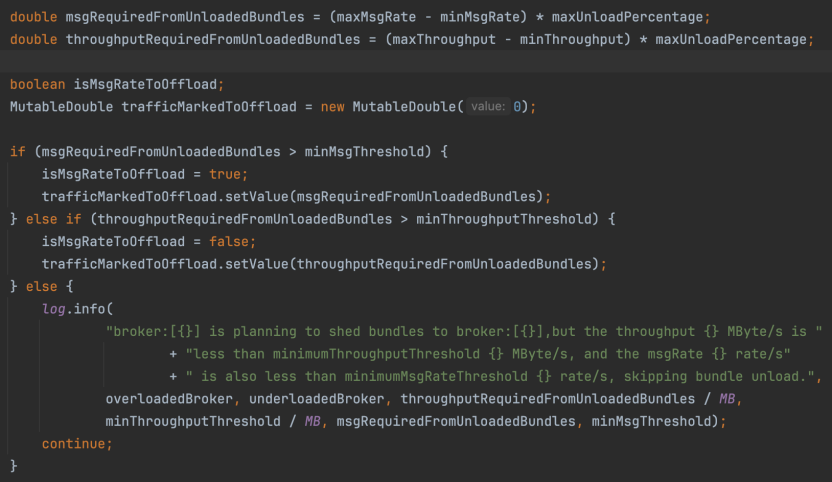 double msgRequiredFromUnloadedBundles = (maxMsgRate - minMsgRate) * maxUnloadPercentage;
double throughputRequiredFromUnloadedBundles = (maxThroughput - minThroughput) * maxUnloadPercentage;
boolean isMsgRateToOffload;
MutableDouble trafficMarkedToOffload = new MutableDouble( value: 0);
if (msgRequiredFromUnloadedBundles > minMsgThreshold) {
isMsgRateToOffload = true;
trafficMarkedToOffload.setValue(msgRequiredFromUnloadedBundles);
} else if (throughputRequiredFromUnloadedBundles > minThroughputThreshold) {
isMsgRateToOffload = false;
trafficMarkedToOffload.setValue(throughputRequiredFromUnloadedBundles);
} else {
log.info(
"broker:[{}] is planning to shed bundles to broker:[{}],but the throughput {} MByte/s is "
+ "less than minimumThroughputThreshold {} MByte/s, and the msgRate {} rate/s"
+ " is also less than minimumMsgRateThreshold {} rate/s, skipping bundle unload.",
overloadedBroker, underloadedBroker, throughputRequiredFromUnloadedBundles / MB,
minThroughputThreshold / MB, msgRequiredFromUnloadedBundles, minMsgThreshold);
continue;
}